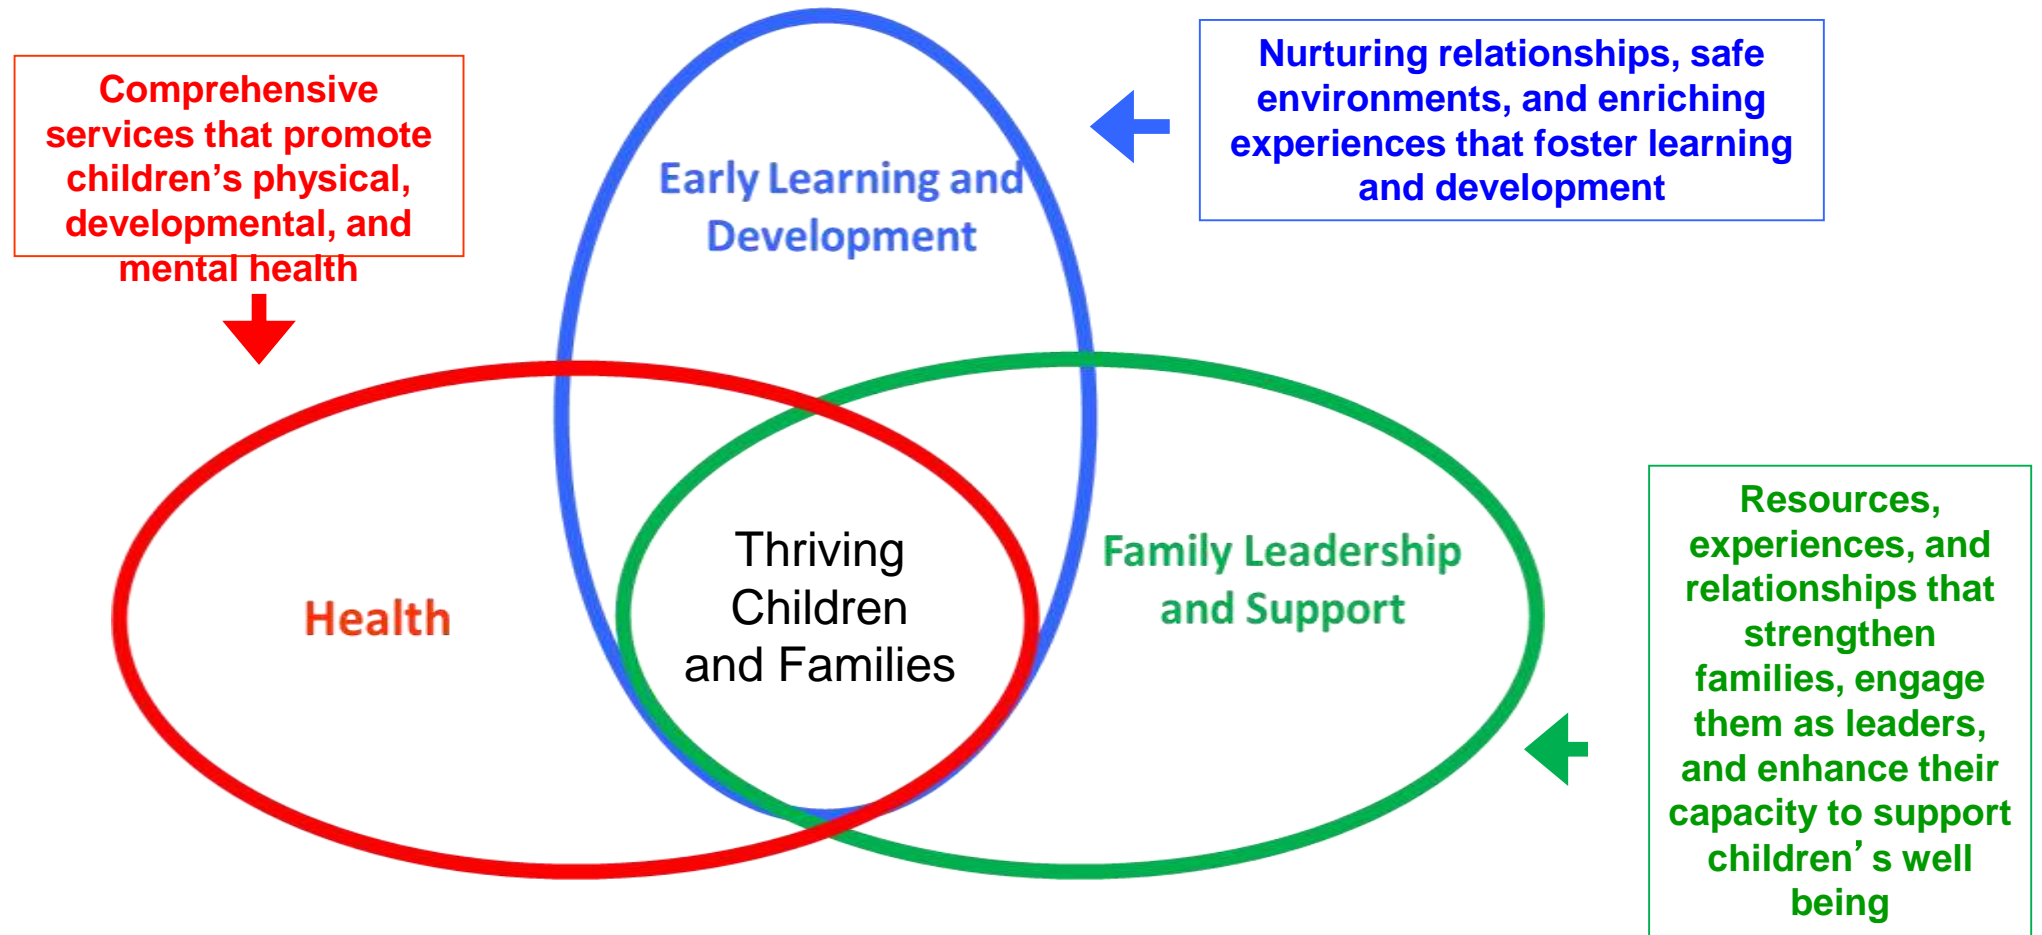 Comprehensive
services that promote
children’s physical,
developmental, and
mental health
Nurturing relationships, safe
environments, and enriching
experiences that foster learning
and development
Early Learning and
Development
Health
Thriving
Children
and Families
Family Leadership
and Support
Resources,
experiences, and
relationships that
strengthen
families, engage
them as leaders,
and enhance their
capacity to support
children’ s well
being